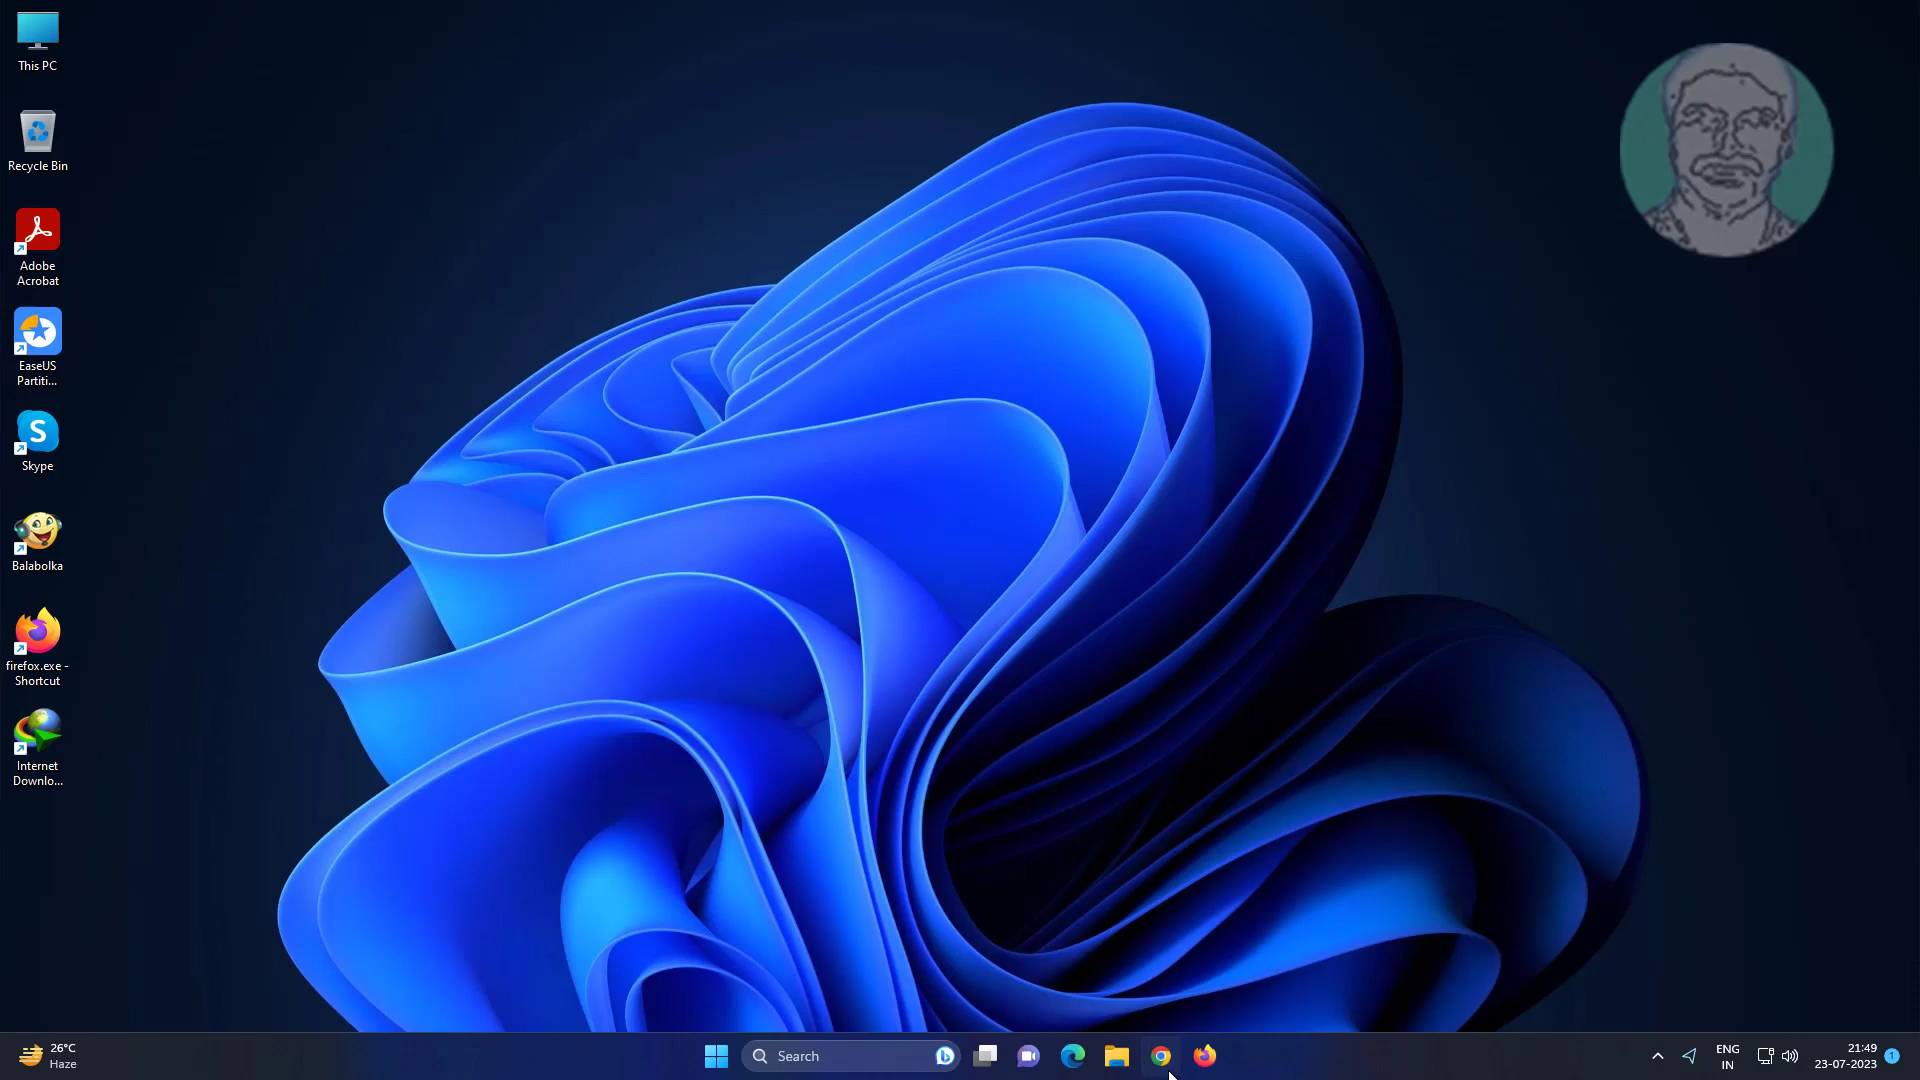 This PC
Recycle Bin
Adobe
Acrobat
EaseUS
Partiti...
S
Skype
Balabolka
firefox.exe -
Shortcut
Internet
Downlo...
26°C
Haze
Search
ENG
IN
21:49
23-07-2023
1